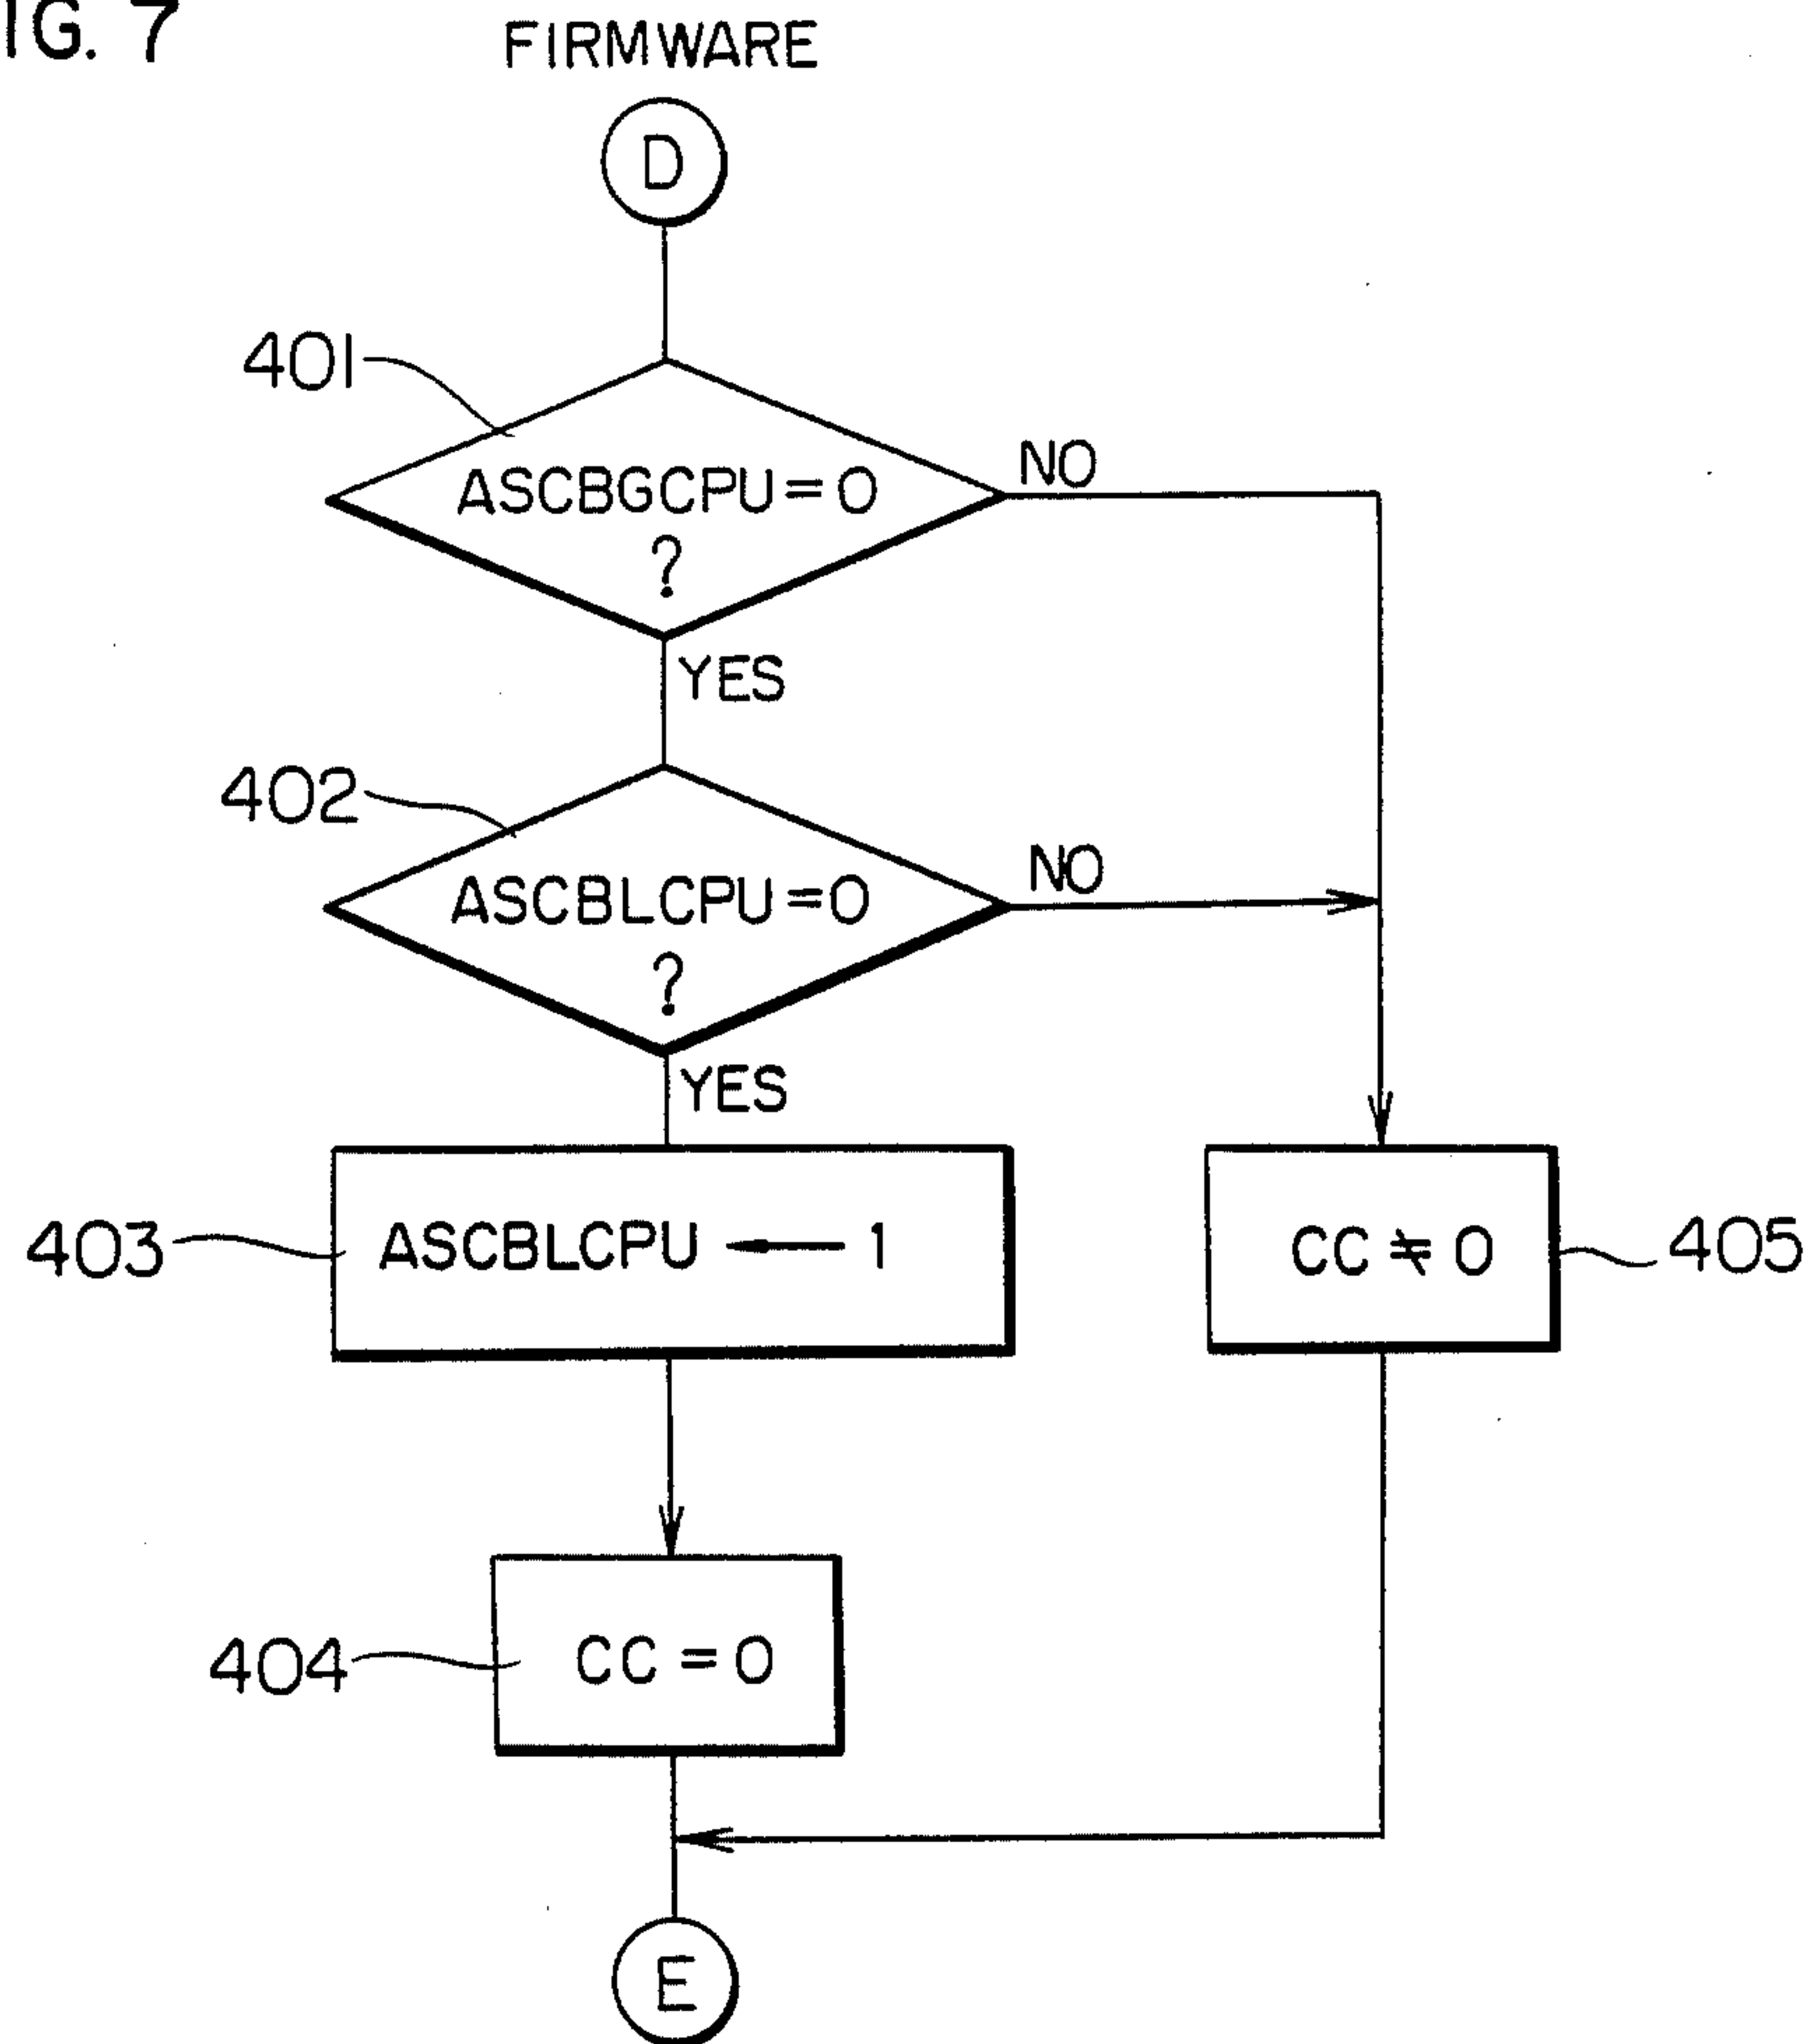 IG. 7
FIRMWARE
D
401
ASCBGCPU=0
?
NO
YES
402
ASCBLCPU=0
?
NO
YES
403
ASCBLCPU ← 1
CC ≠ 0
405
404
CC = 0
E